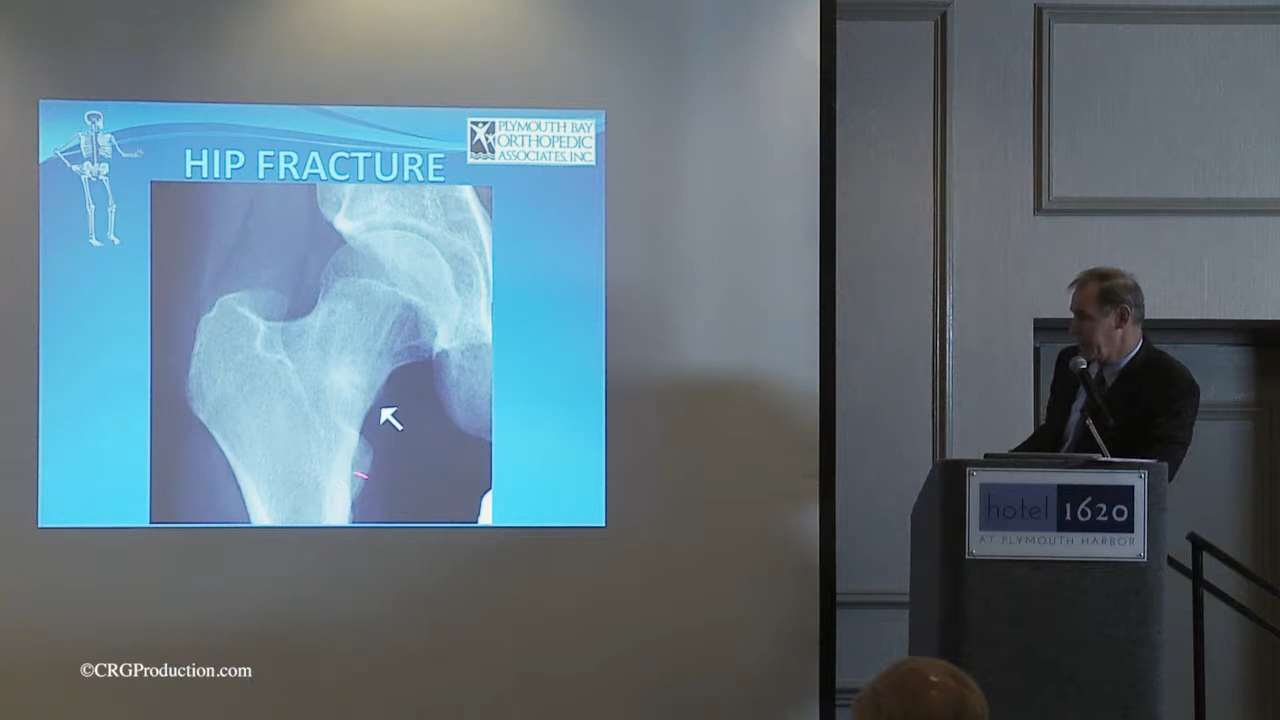 PLYMOUTH BAY
ORTHOPEDIC
ASSOCIATES, INC.
HIP FRACTURE
hotel 1620
AT PLYMOUTH HARBOR
©CRGProduction.com